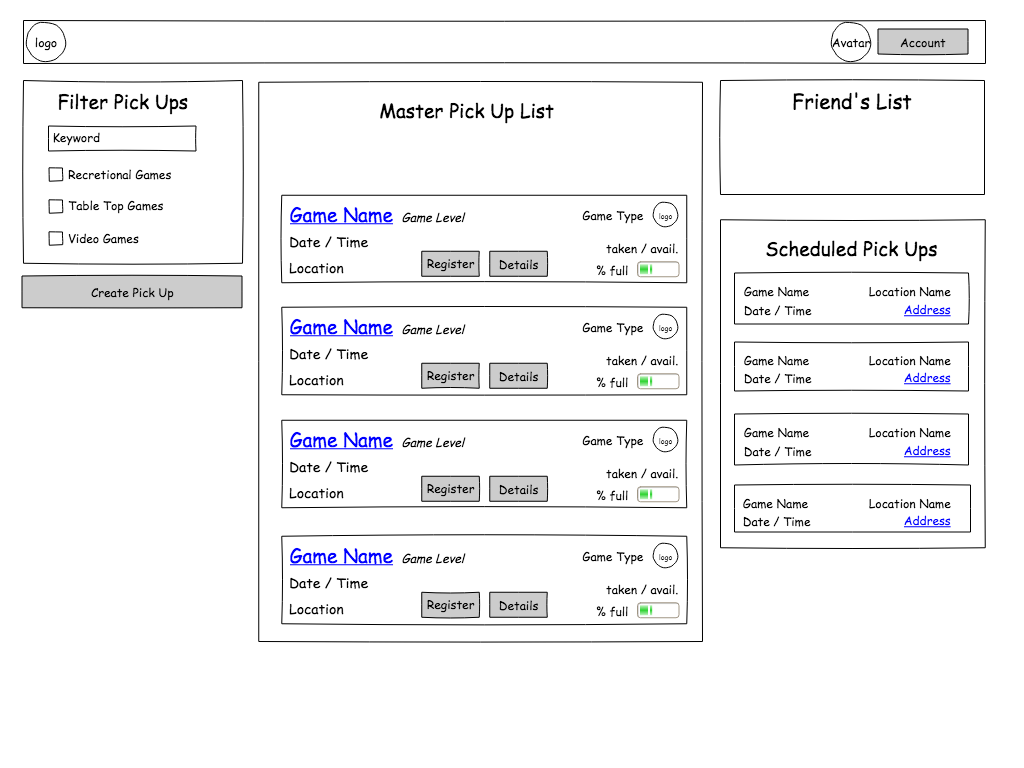 logo
Avatar
Account
Filter Pick Ups
Keyword
Recretional Games
Table Top Games
Video Games
Create Pick Up
Master Pick Up List
Game Name Game Level Game Type logo
Date / Time taken / avail.
Location Register Details % full
Game Name Game Level Game Type logo
Date / Time taken / avail.
Location Register Details % full
Game Name Game Level Game Type logo
Date / Time taken / avail.
Location Register Details % full
Game Name Game Level Game Type logo
Date / Time taken / avail.
Location Register Details % full
Friend's List
Scheduled Pick Ups
Game Name Location Name
Date / Time Address
Game Name Location Name
Date / Time Address
Game Name Location Name
Date / Time Address
Game Name Location Name
Date / Time Address